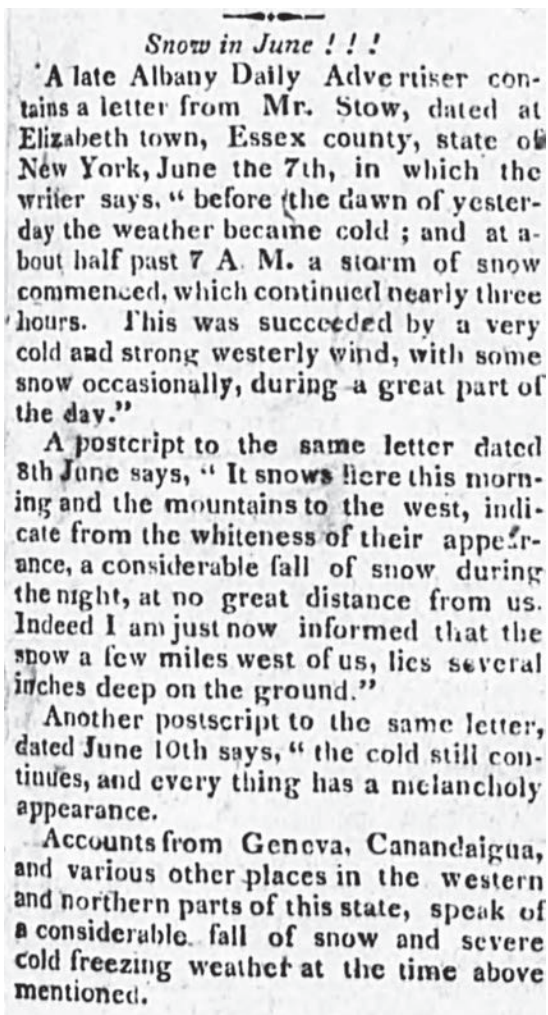 Snow in June ! ! !
A late Albany Daily Advertiser con-
tains a letter from Mr. Stow, dated at
Elizabeth town, Essex county, state of
New York, June the 7th, in which the
writer says, " before the dawn of yester-
day the weather became cold ; and at a-
bout half past 7 A. M. a storm of snow
commenced, which continued nearly three
hours. This was succeeded by a very
cold and strong westerly wind, with some
snow occasionally, during a great part of
the day."
A postcript to the same letter dated
8th June says, " It snows here this morn-
ing and the mountains to the west, indi-
cate from the whiteness of their appear-
ance, a considerable fall of snow during
the night, at no great distance from us.
Indeed I am just now informed that the
snow a few miles west of us, lies several
inches deep on the ground."
Another postscript to the same letter,
dated June 10th says, " the cold still con-
tinues, and every thing has a melancholy
appearance.
Accounts from Geneva, Canandaigua,
and various other places in the western
and northern parts of this state, speak of
a considerable fall of snow and severe
cold freezing weather at the time above
mentioned.